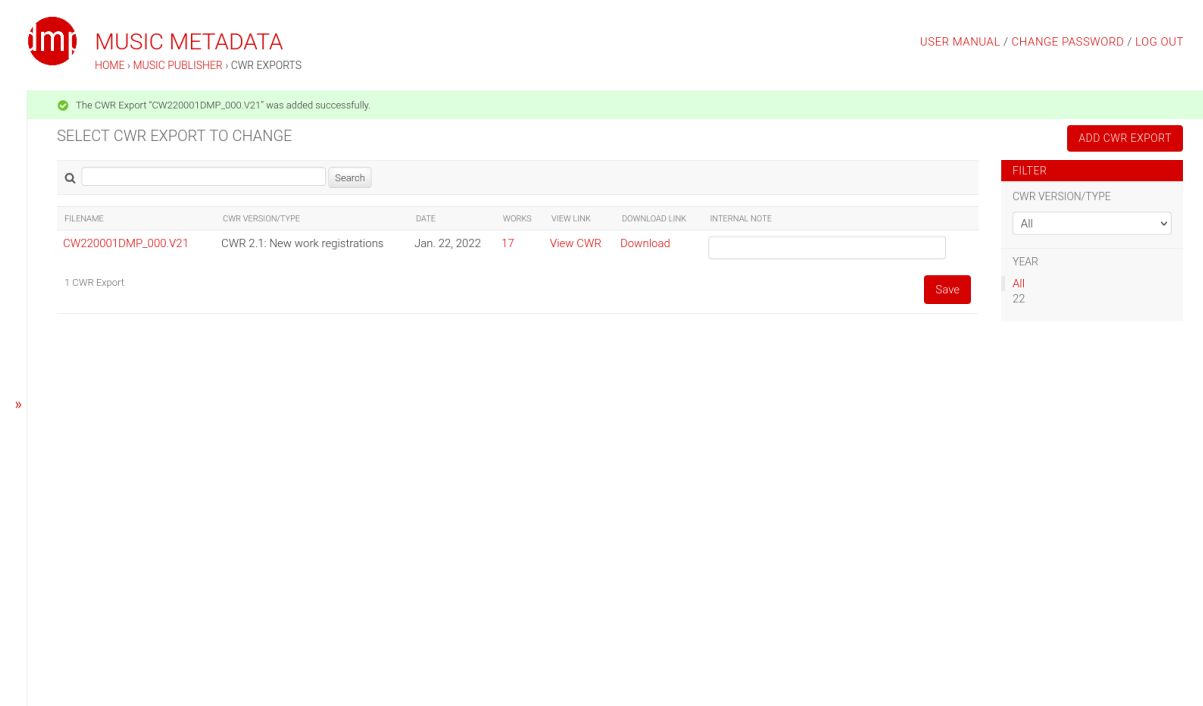 dmp
MUSIC METADATA
HOME › MUSIC PUBLISHER › CWR EXPORTS
USER MANUAL / CHANGE PASSWORD / LOG OUT
The CWR Export “CW220001DMP_000.V21” was added successfully.
SELECT CWR EXPORT TO CHANGE
ADD CWR EXPORT
Search
FILENAME CWR VERSION/TYPE DATE WORKS VIEW LINK DOWNLOAD LINK INTERNAL NOTE
CW220001DMP_000.V21 CWR 2.1: New work registrations Jan. 22, 2022 17 View CWR Download
1 CWR Export
Save
FILTER
CWR VERSION/TYPE
All
YEAR
All
22
»